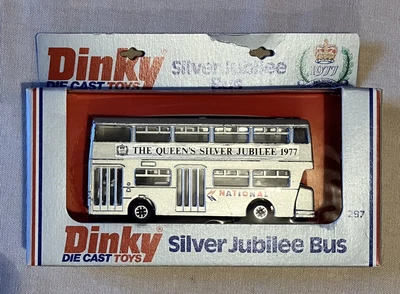 Dinky
DIE CAST TOYS
Silver Jubilee
Bus
1977
THE QUEEN'S SILVER JUBILEE 1977
NATIONAL
297
Dinky
DIE CAST TOYS
Silver Jubilee Bus